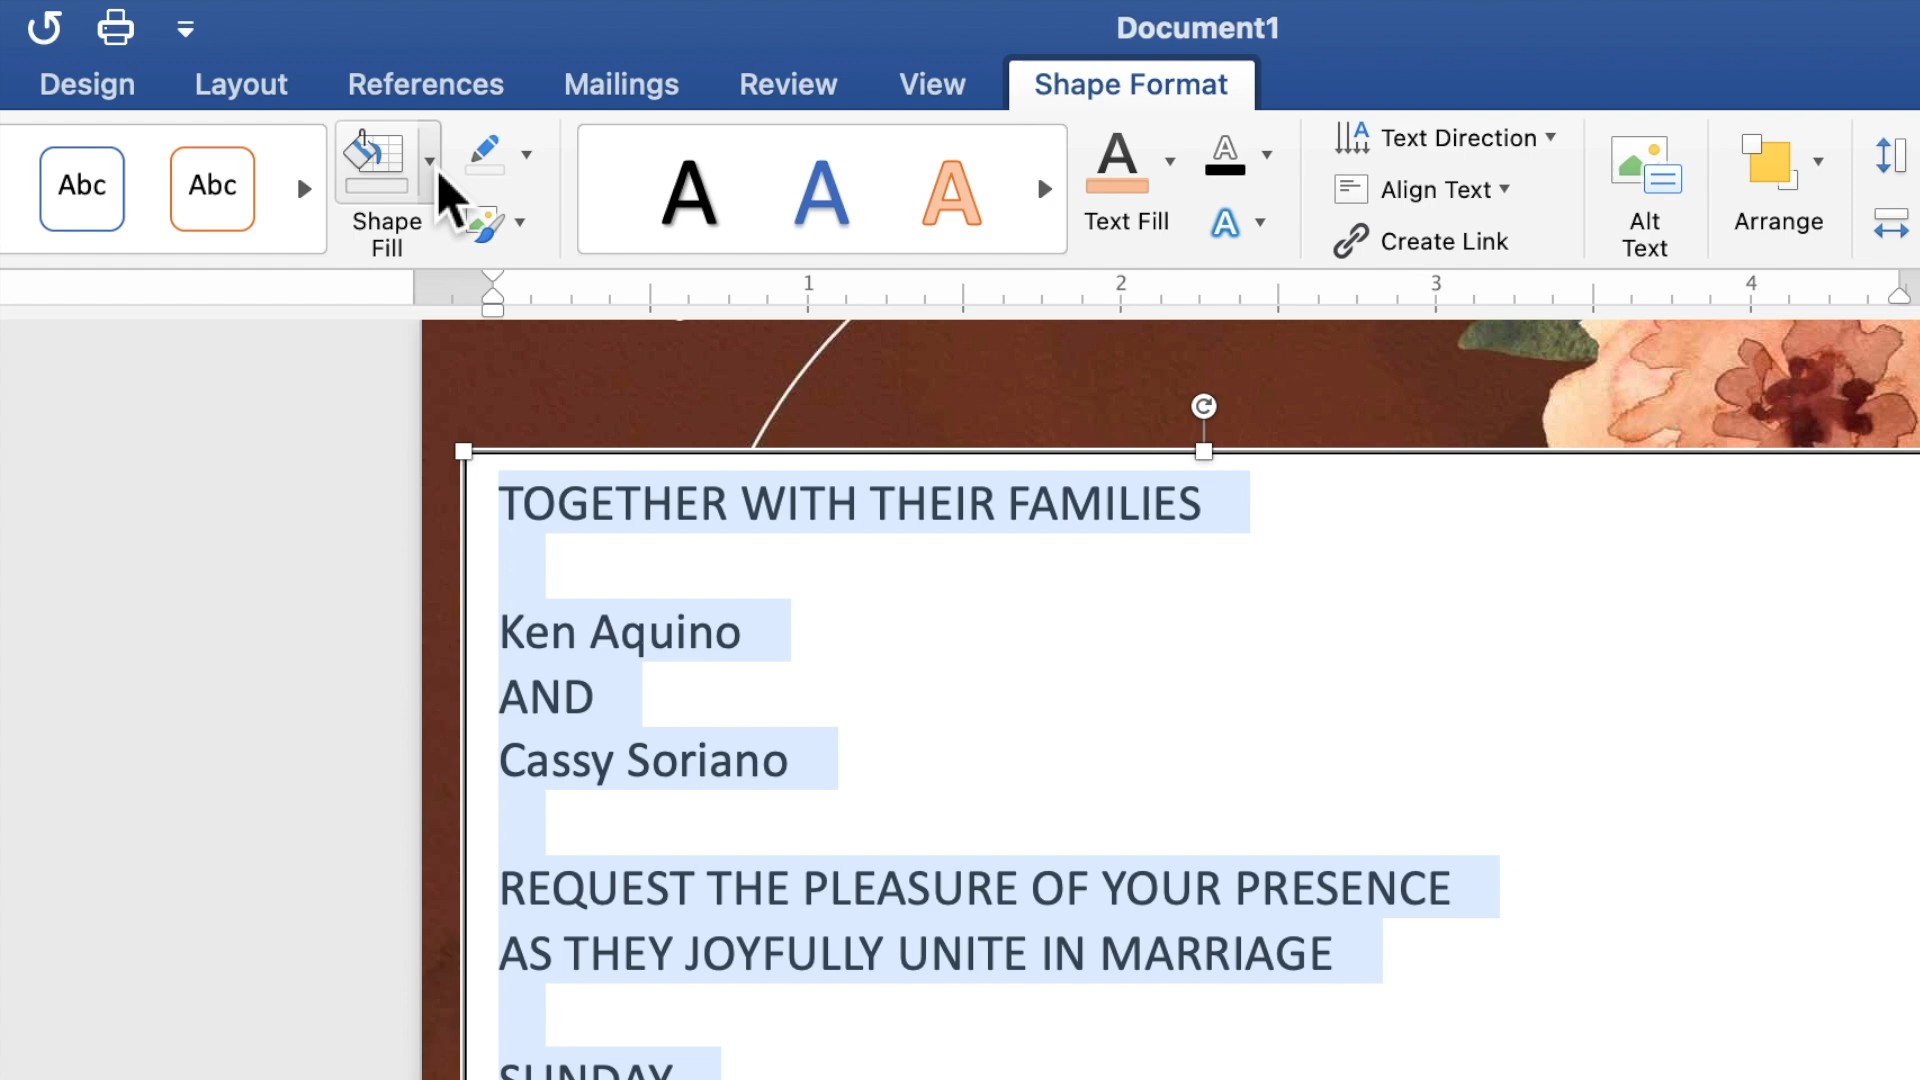 Document1
Design Layout References Mailings Review View Shape Format
Abc Abc
Shape Fill
A A A
A
Text Fill
A
A
Text Direction
Align Text
Create Link
Alt Text
Arrange
1 2 3 4
TOGETHER WITH THEIR FAMILIES
Ken Aquino
AND
Cassy Soriano
REQUEST THE PLEASURE OF YOUR PRESENCE
AS THEY JOYFULLY UNITE IN MARRIAGE
SUNDAY